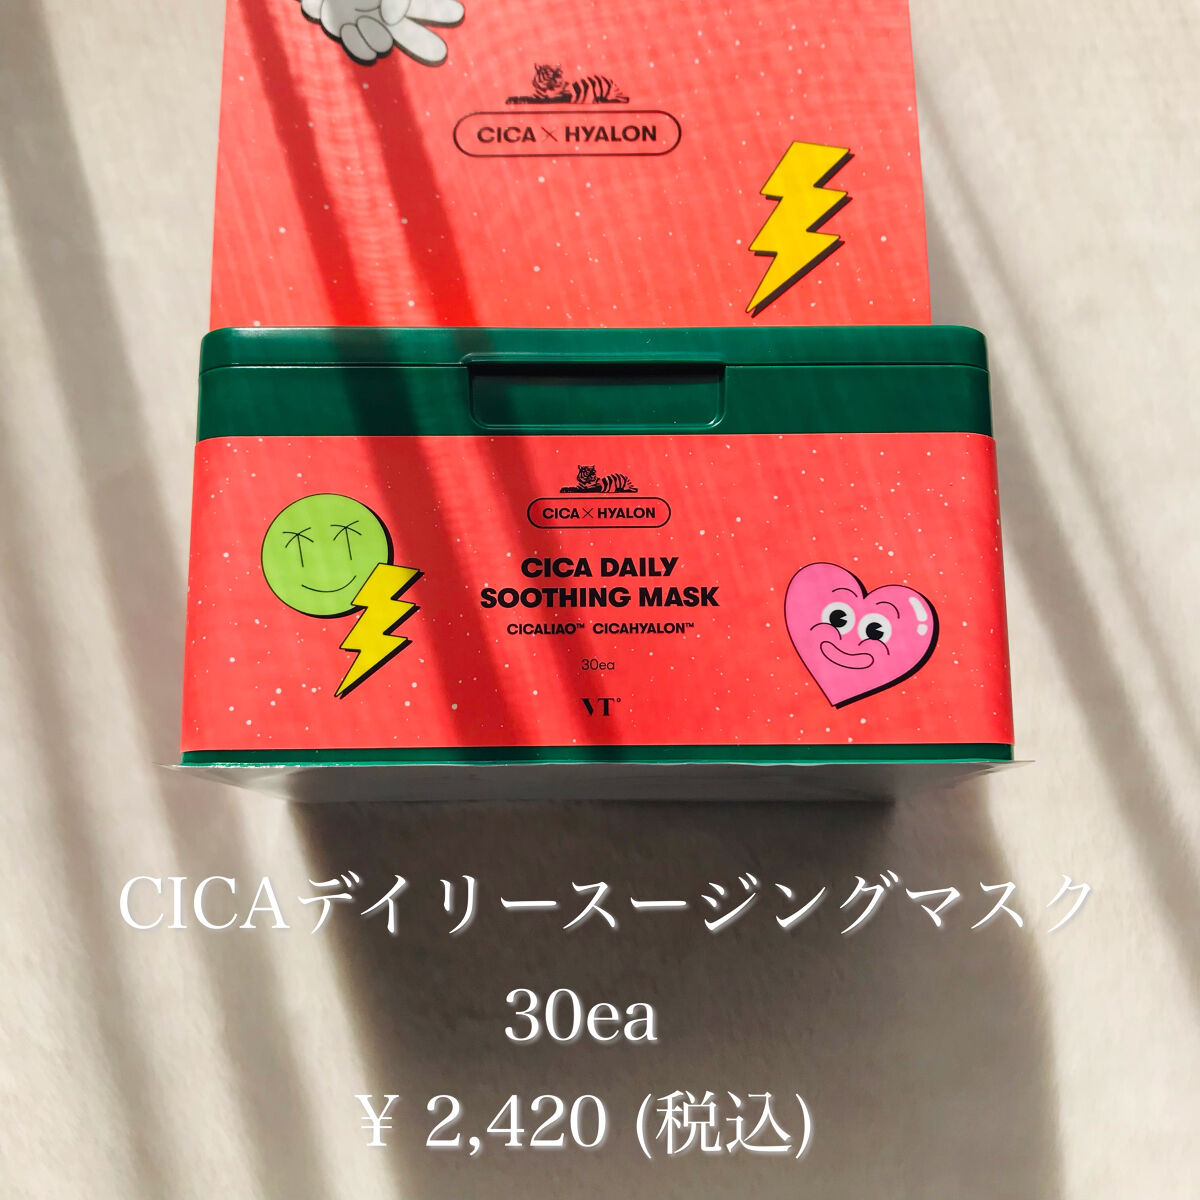 CICA×HYALON
CICA×HYALON
CICA DAILY
SOOTHING MASK
CICALIAO™ CICAHYALON™
30ea
VT°
CICAデイリースージングマスク
30ea
¥ 2,420 (税込)